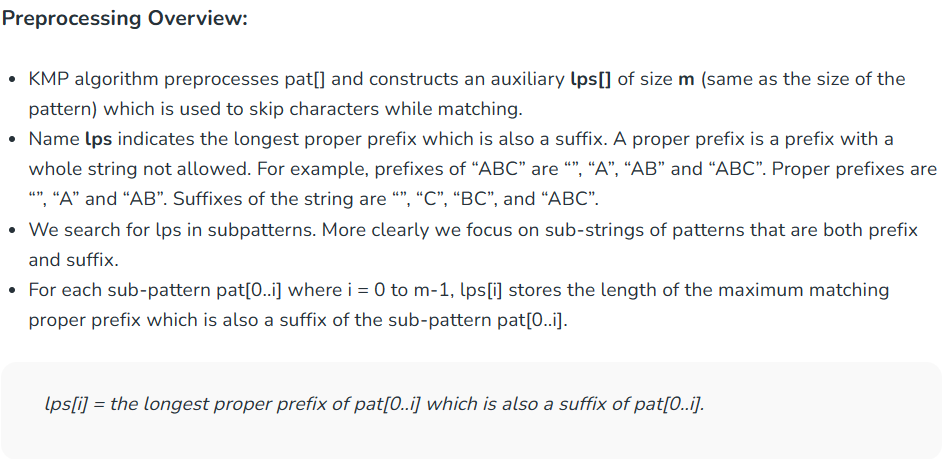 Preprocessing Overview:
• KMP algorithm preprocesses pat[] and constructs an auxiliary lps[] of size m (same as the size of the
pattern) which is used to skip characters while matching.
• Name lps indicates the longest proper prefix which is also a suffix. A proper prefix is a prefix with a
whole string not allowed. For example, prefixes of “ABC” are “”, “A”, “AB” and “ABC”. Proper prefixes are
“”, “A” and “AB”. Suffixes of the string are “”, “C”, “BC”, and “ABC”.
• We search for lps in subpatterns. More clearly we focus on sub-strings of patterns that are both prefix
and suffix.
• For each sub-pattern pat[0..i] where i = 0 to m-1, lps[i] stores the length of the maximum matching
proper prefix which is also a suffix of the sub-pattern pat[0..i].
lps[i] = the longest proper prefix of pat[0..i] which is also a suffix of pat[0..i].